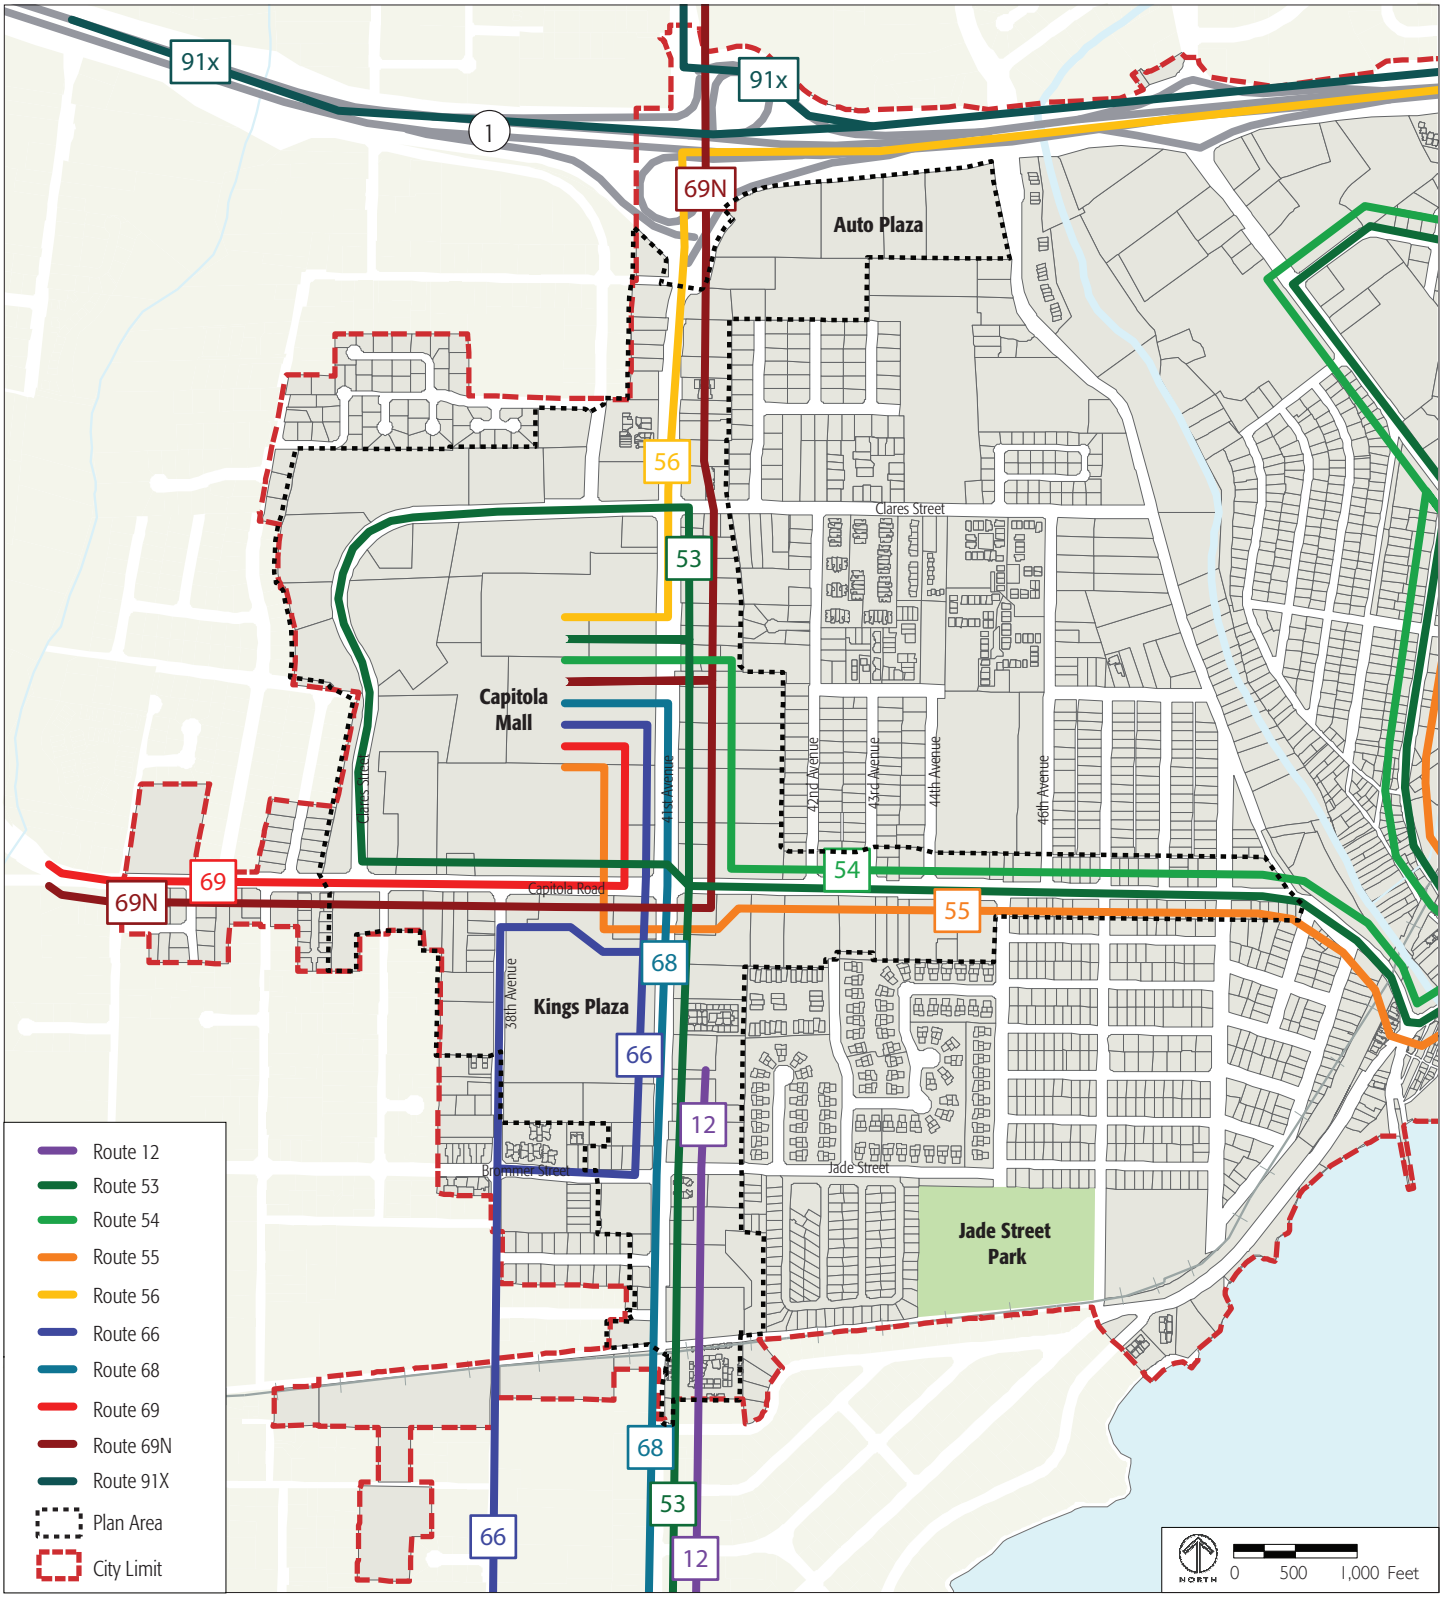 91x
91x
1
69N
Auto Plaza
56
Clares Street
53
Capitola
Mall
Clares Street
41st Avenue
42nd Avenue
43rd Avenue
44th Avenue
46th Avenue
54
69
Capitola Road
69N
55
68
38th Avenue
Kings Plaza
66
12
Brommer Street
Jade Street
Jade Street
Park
68
53
66
12
Route 12
Route 53
Route 54
Route 55
Route 56
Route 66
Route 68
Route 69
Route 69N
Route 91X
Plan Area
City Limit
NORTH
0 500 1,000 Feet